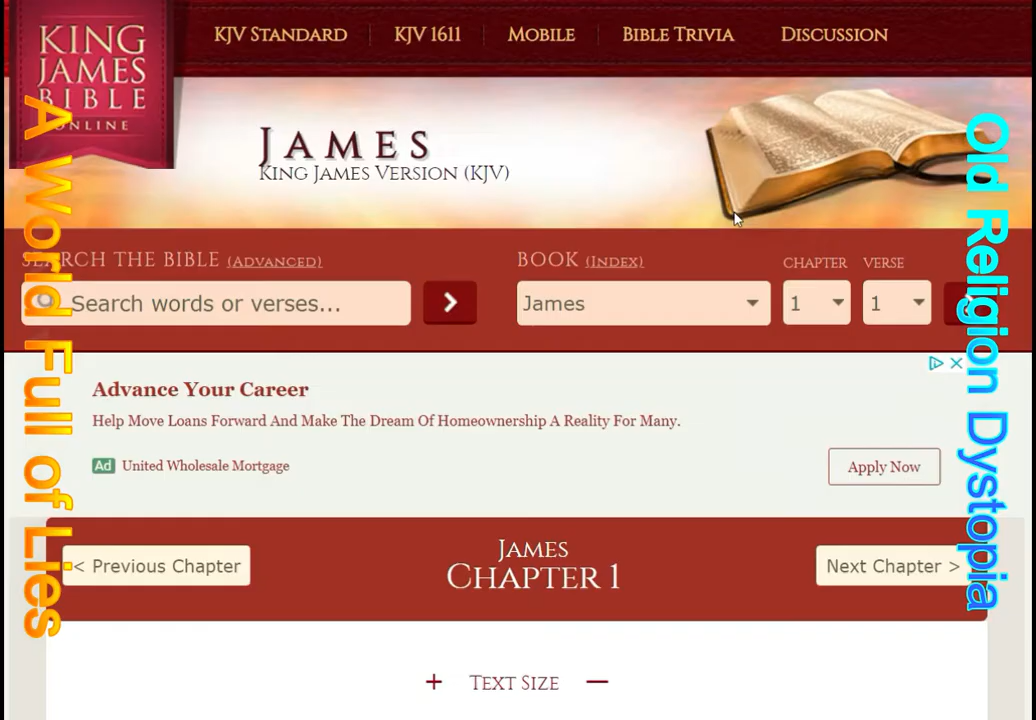 KING
JAMES
BIBLE
ONLINE
KJV STANDARD
KJV 1611
MOBILE
BIBLE TRIVIA
DISCUSSION
JAMES
KING JAMES VERSION (KJV)
A World Full of Lies
Old Religion Dystopia
SEARCH THE BIBLE (ADVANCED)
BOOK (INDEX)
CHAPTER
VERSE
Search words or verses...
James
1
1
Advance Your Career
Help Move Loans Forward And Make The Dream Of Homeownership A Reality For Many.
Ad United Wholesale Mortgage
Apply Now
< Previous Chapter
JAMES
CHAPTER 1
Next Chapter >
+ TEXT SIZE —